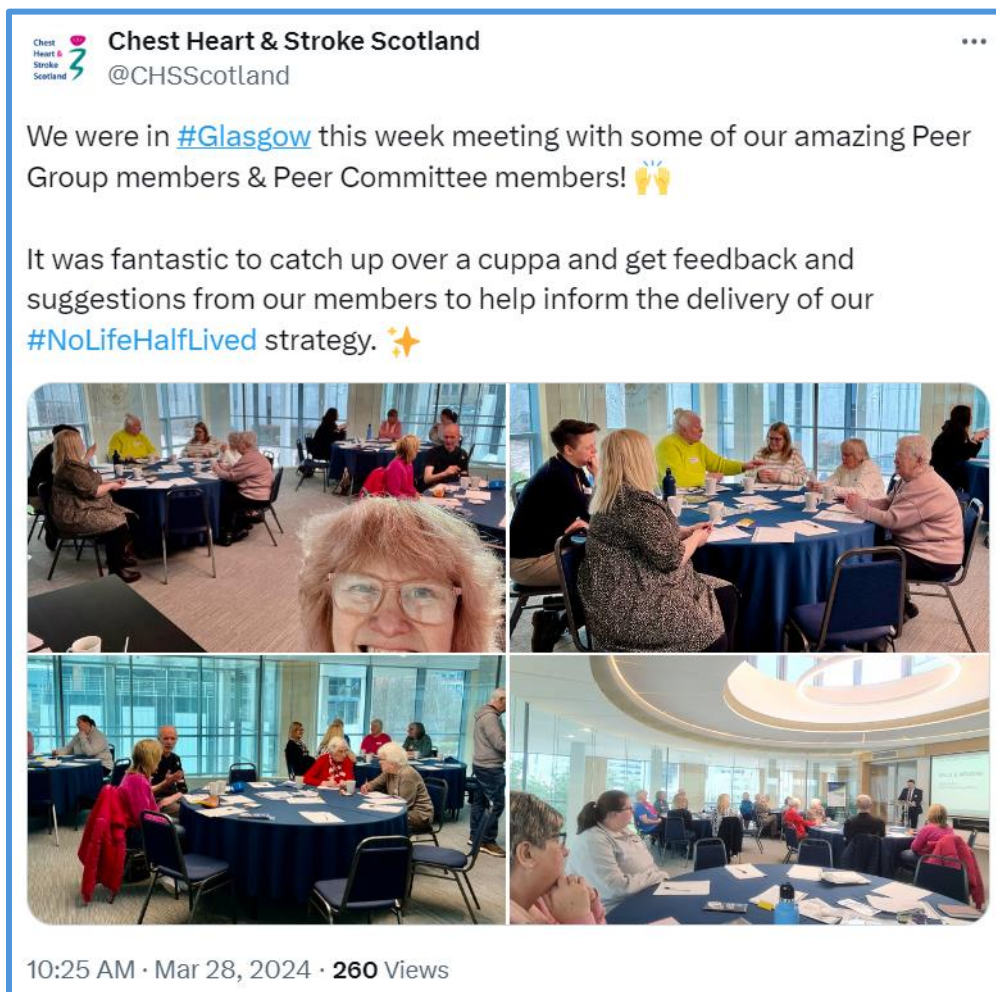 Chest
Heart &
Stroke
Scotland
Chest Heart & Stroke Scotland
@CHSScotland
We were in #Glasgow this week meeting with some of our amazing Peer
Group members & Peer Committee members! 🙌
It was fantastic to catch up over a cuppa and get feedback and
suggestions from our members to help inform the delivery of our
#NoLifeHalfLived strategy. ✨
10:25 AM · Mar 28, 2024 · 260 Views